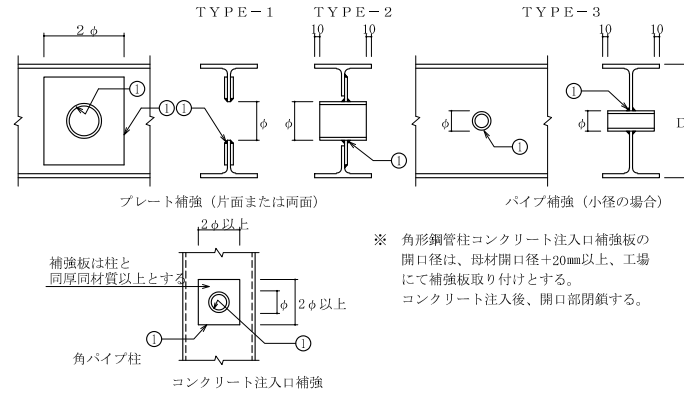 TYPE-1
TYPE-2
TYPE-3
2φ
10 10
10 10
①
①①
φ
φ
①
①
φ
①
D
プレート補強（片面または両面）
パイプ補強（小径の場合）
2φ以上
補強板は柱と
同厚同材質以上とする
φ
2φ以上
①
①
角パイプ柱
コンクリート注入口補強
※ 角形鋼管柱コンクリート注入口補強板の
開口径は、母材開口径+20mm以上、工場
にて補強板取り付けとする。
コンクリート注入後、開口部閉鎖する。